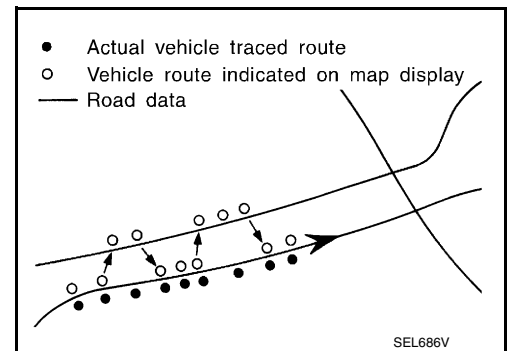 Actual vehicle traced route
Vehicle route indicated on map display
Road data
SEL686V